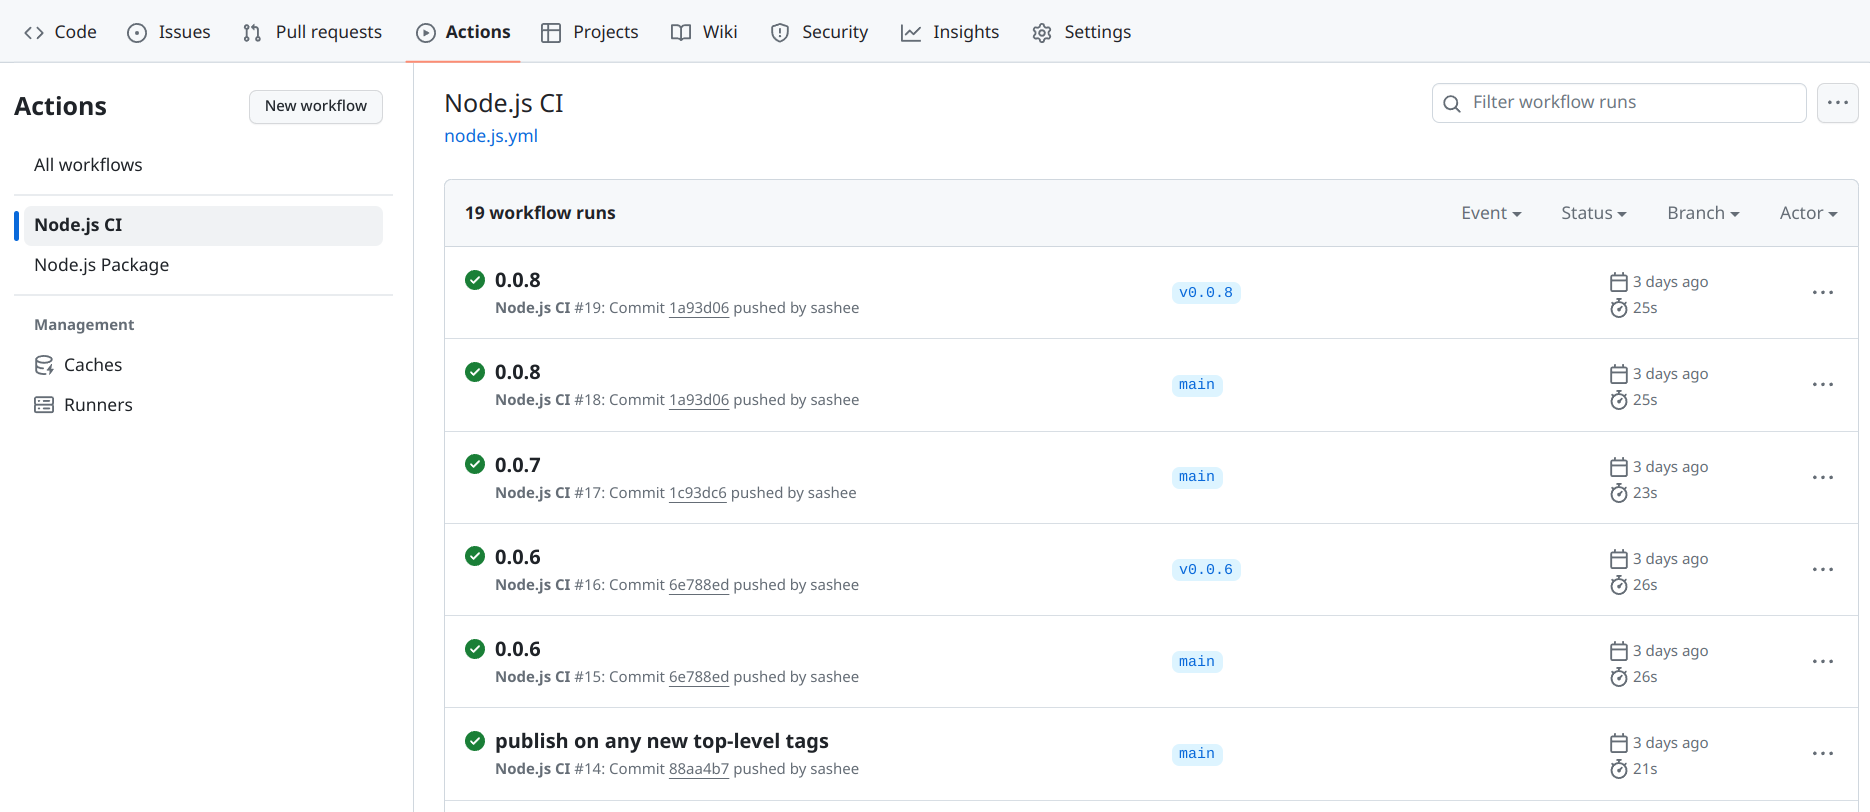 Code Issues Pull requests Actions Projects Wiki Security Insights Settings
Actions
New workflow
All workflows
Node.js CI
Node.js Package
Management
Caches
Runners
Node.js CI
node.js.yml
Filter workflow runs
19 workflow runs
Event Status Branch Actor
0.0.8
Node.js CI #19: Commit 1a93d06 pushed by sashee
v0.0.8
3 days ago
25s
0.0.8
Node.js CI #18: Commit 1a93d06 pushed by sashee
main
3 days ago
25s
0.0.7
Node.js CI #17: Commit 1c93dc6 pushed by sashee
main
3 days ago
23s
0.0.6
Node.js CI #16: Commit 6e788ed pushed by sashee
v0.0.6
3 days ago
26s
0.0.6
Node.js CI #15: Commit 6e788ed pushed by sashee
main
3 days ago
26s
publish on any new top-level tags
Node.js CI #14: Commit 88aa4b7 pushed by sashee
main
3 days ago
21s